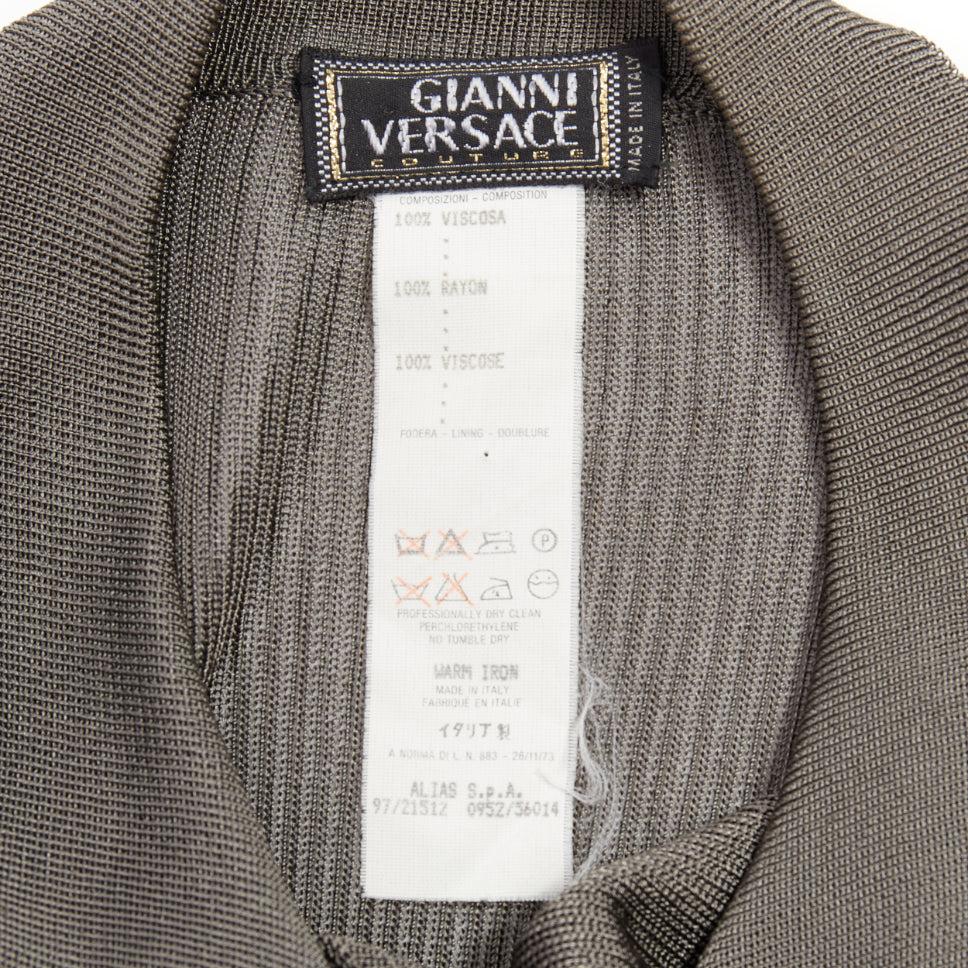 GIANNI
VERSACE
COUTURE
MADE IN ITALY
COMPOSIZIONI - COMPOSITION
100% VISCOSA
100% RAYON
100% VISCOSE
FODERA - LINING - DOUBLURE
P
PROFESSIONALLY DRY CLEAN
PERCHLORETHYLENE
NO TUMBLE DRY
WARM IRON
MADE IN ITALY
FABRIQUE EN ITALIE
イタリア製
A NORMA DI L. N. 883 - 26/11/73
ALIAS S.p.A.
97/21512 0952/56014